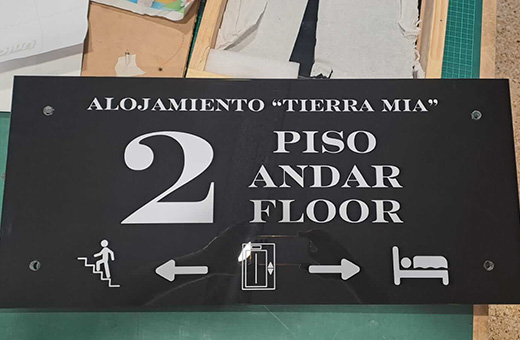 ALOJAMIENTO “TIERRA MIA”
2
PISO
ANDAR
FLOOR